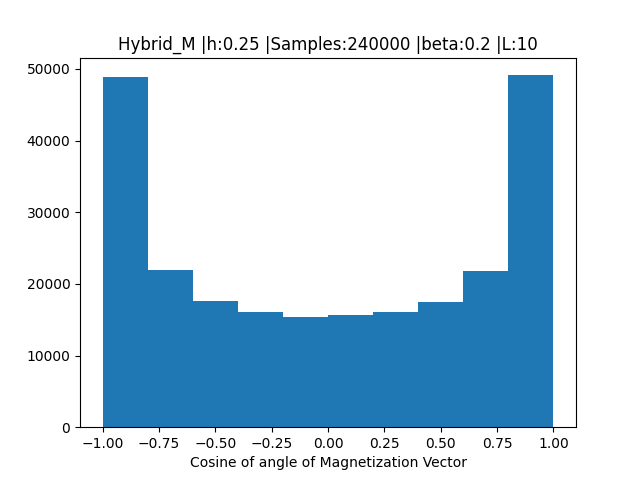 Hybrid_M |h:0.25 |Samples:240000 |beta:0.2 |L:10
50000
40000
30000
20000
10000
0
−1.00 −0.75 −0.50 −0.25 0.00 0.25 0.50 0.75 1.00
Cosine of angle of Magnetization Vector